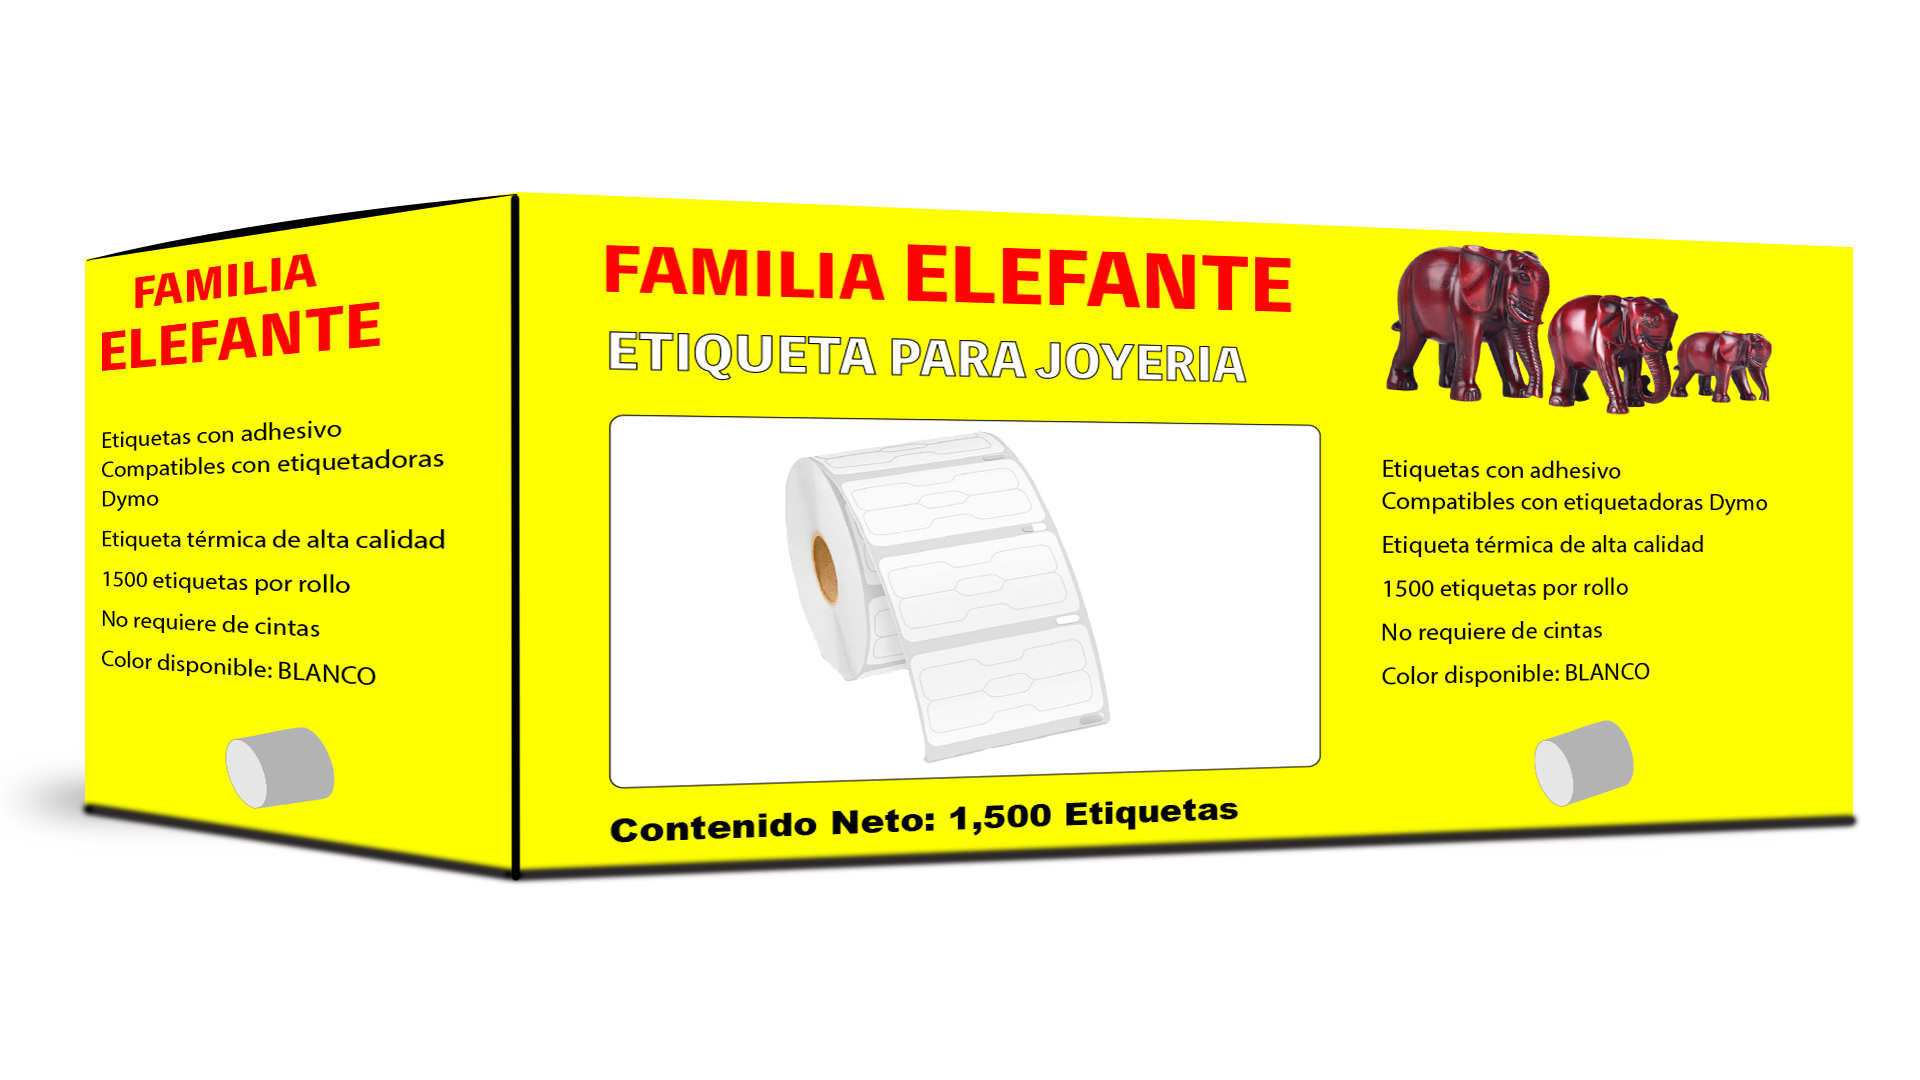 FAMILIA
ELEFANTE
Etiquetas con adhesivo
Compatibles con etiquetadoras
Dymo
Etiqueta térmica de alta calidad
1500 etiquetas por rollo
No requiere de cintas
Color disponible: BLANCO
FAMILIA ELEFANTE
ETIQUETA PARA JOYERIA
Contenido Neto: 1,500 Etiquetas
Etiquetas con adhesivo
Compatibles con etiquetadoras Dymo
Etiqueta térmica de alta calidad
1500 etiquetas por rollo
No requiere de cintas
Color disponible: BLANCO